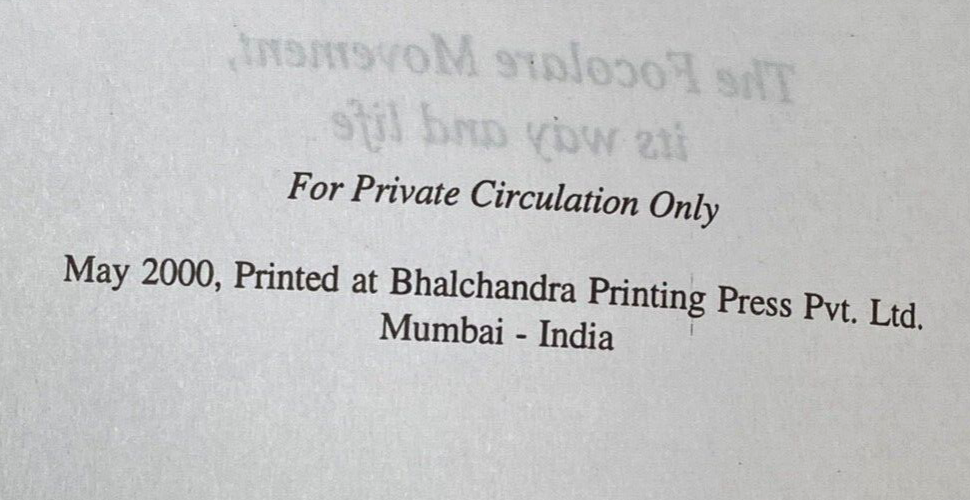 The Focolare Movement,
its way and life
For Private Circulation Only
May 2000, Printed at Bhalchandra Printing Press Pvt. Ltd.
Mumbai - India